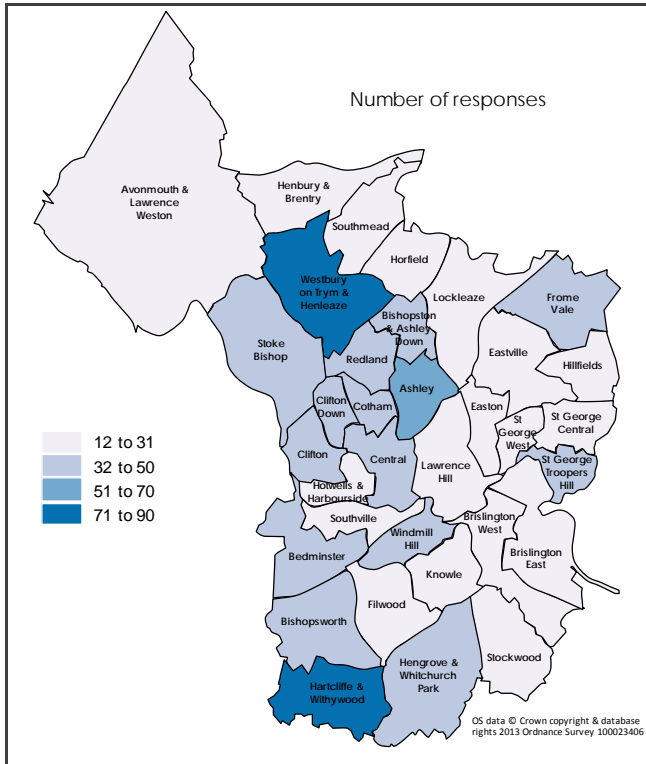 Number of responses
Avonmouth &
Lawrence
Weston
Henbury &
Brentry
Southmead
Horfield
Lockleaze
Westbury
on Trym &
Henleaze
Frome
Vale
Bishopston
& Ashley
Down
Stoke
Bishop
Redland
Eastville
Hillfields
Ashley
Clifton
Down
Cotham
Easton
St
George
West
St George
Central
Clifton
Central
Lawrence
Hill
St George
Troopers
Hill
Hotwells &
Harbourside
Southville
Brislington
West
Windmill
Hill
Bedminster
Brislington
East
Knowle
Filwood
Bishopsworth
Stockwood
Hengrove &
Whitchurch
Park
Hartcliffe &
Withywood
12 to 31
32 to 50
51 to 70
71 to 90
OS data © Crown copyright & database
rights 2013 Ordnance Survey 100023406